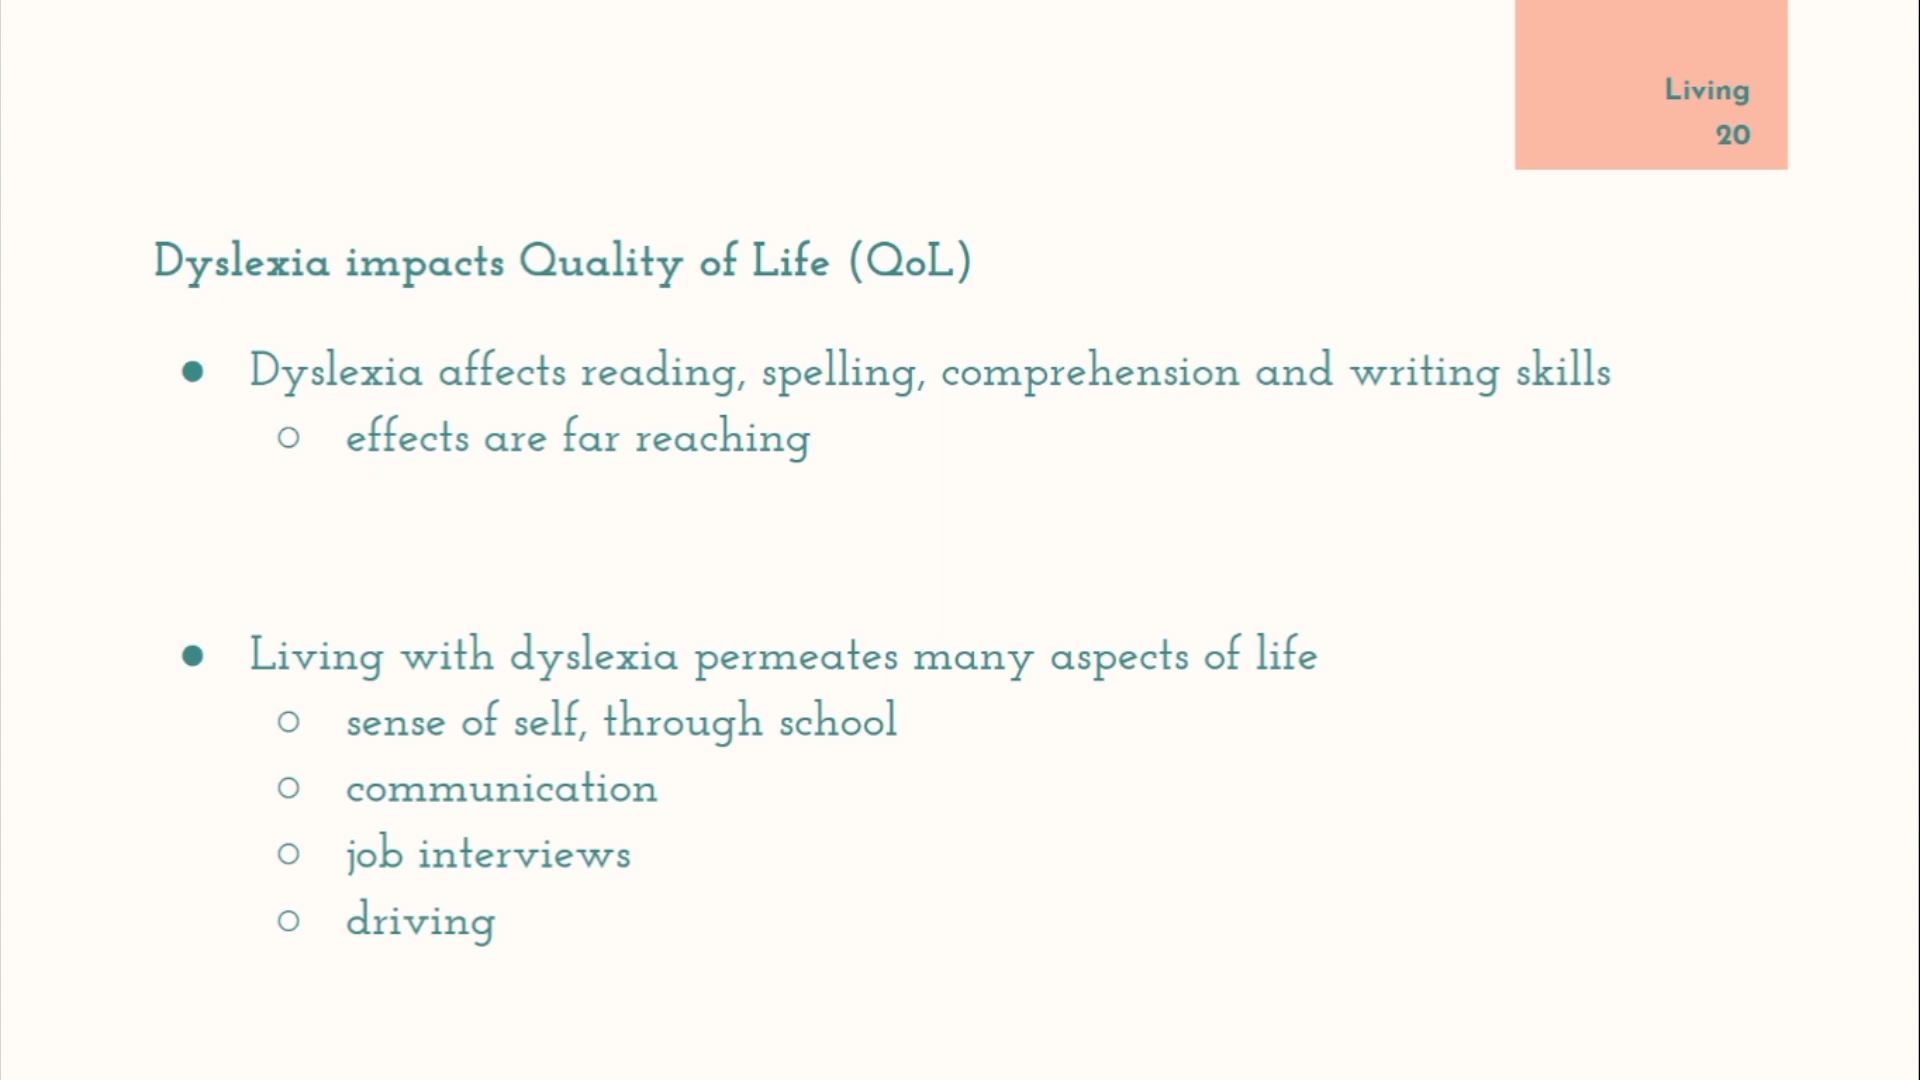 Living
20
Dyslexia impacts Quality of Life (QoL)
● Dyslexia affects reading, spelling, comprehension and writing skills
○ effects are far reaching
● Living with dyslexia permeates many aspects of life
○ sense of self, through school
○ communication
○ job interviews
○ driving